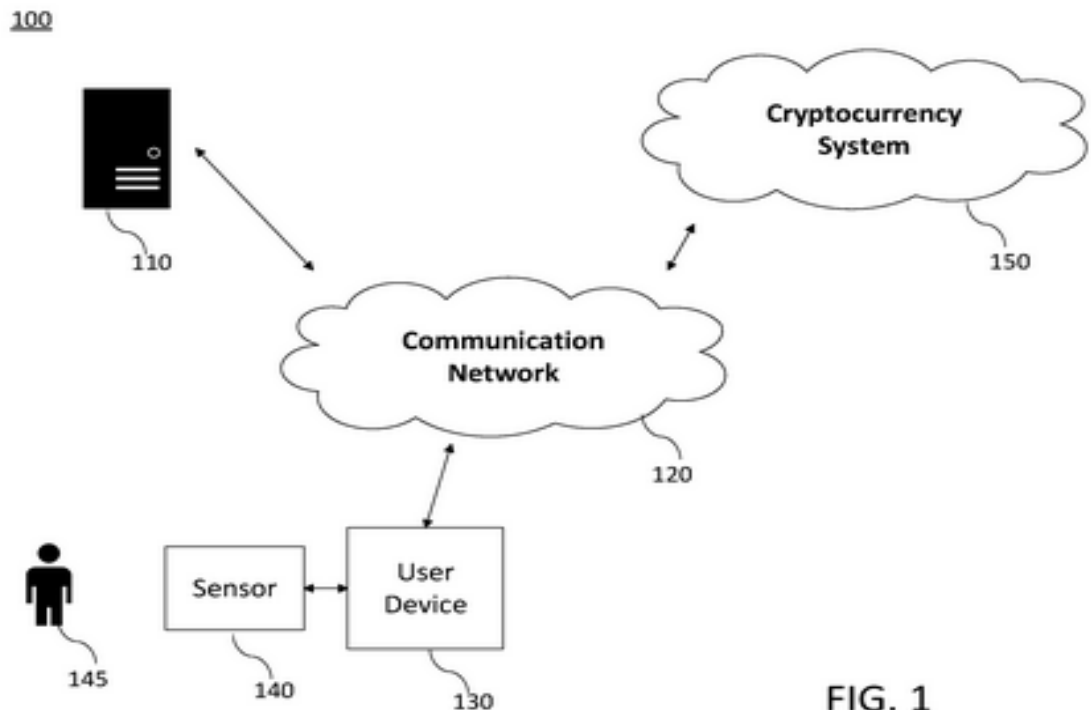 100
Cryptocurrency
System
110
150
Communication
Network
120
Sensor
User
Device
145
140
130
FIG. 1